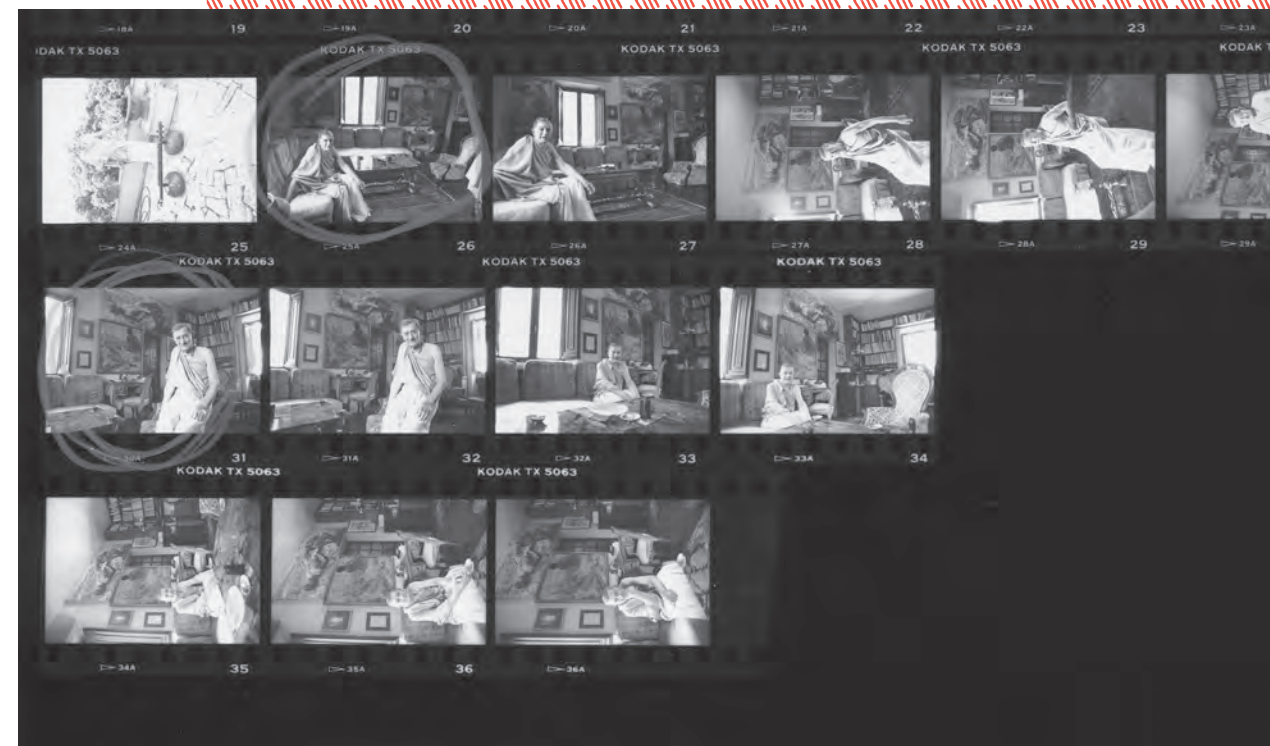 ▷ 18A 19 ▷ 19A 20 ▷ 20A 21 ▷ 21A 22 ▷ 22A 23 ▷ 23A
DAK TX 5063 KODAK TX 5063 KODAK TX 5063 KODAK TX 5063 KODAK T
▷ 24A 25 ▷ 25A 26 ▷ 26A 27 ▷ 27A 28 ▷ 28A 29 ▷ 29A
KODAK TX 5063 KODAK TX 5063 KODAK TX 5063
▷ 30A 31 ▷ 31A 32 ▷ 32A 33 ▷ 33A 34
KODAK TX 5063 KODAK TX 5063
▷ 34A 35 ▷ 35A 36 ▷ 36A